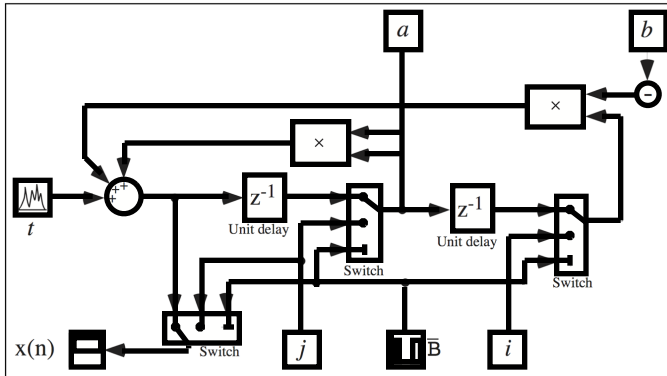 a
b
-
×
×
+
+
+
t
z-1
Unit delay
z-1
Unit delay
Switch
Switch
x(n)
Switch
j
B̅
i